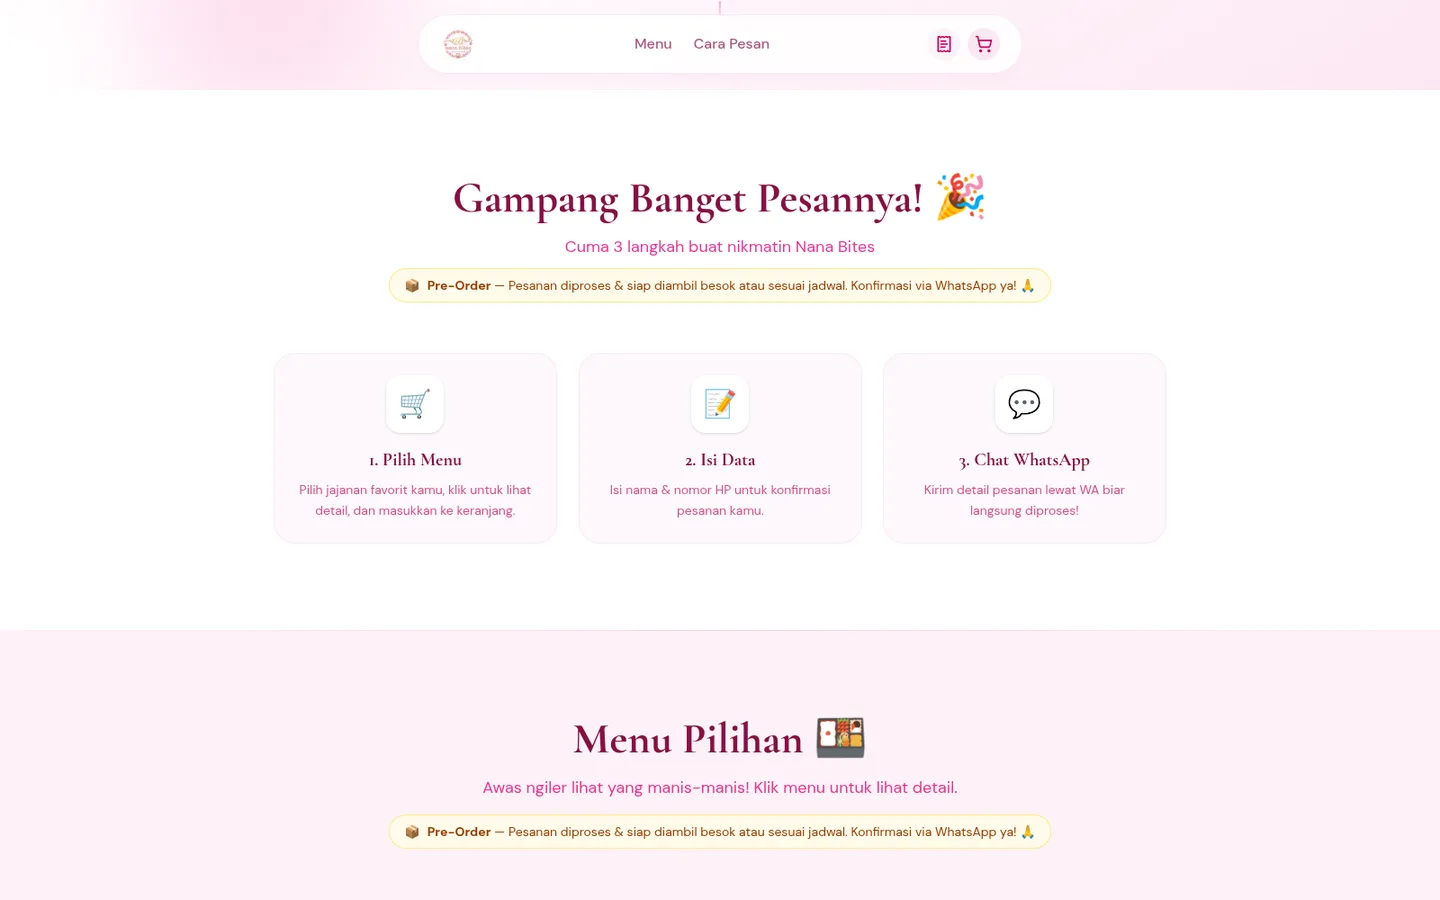 Menu
Cara Pesan
Gampang Banget Pesannya! 🎉
Cuma 3 langkah buat nikmatin Nana Bites
📦 Pre-Order — Pesanan diproses & siap diambil besok atau sesuai jadwal. Konfirmasi via WhatsApp ya! 🙏
1. Pilih Menu
Pilih jajanan favorit kamu, klik untuk lihat
detail, dan masukkan ke keranjang.
2. Isi Data
Isi nama & nomor HP untuk konfirmasi
pesanan kamu.
3. Chat WhatsApp
Kirim detail pesanan lewat WA biar
langsung diproses!
Menu Pilihan 🍱
Awas ngiler lihat yang manis-manis! Klik menu untuk lihat detail.
📦 Pre-Order — Pesanan diproses & siap diambil besok atau sesuai jadwal. Konfirmasi via WhatsApp ya! 🙏